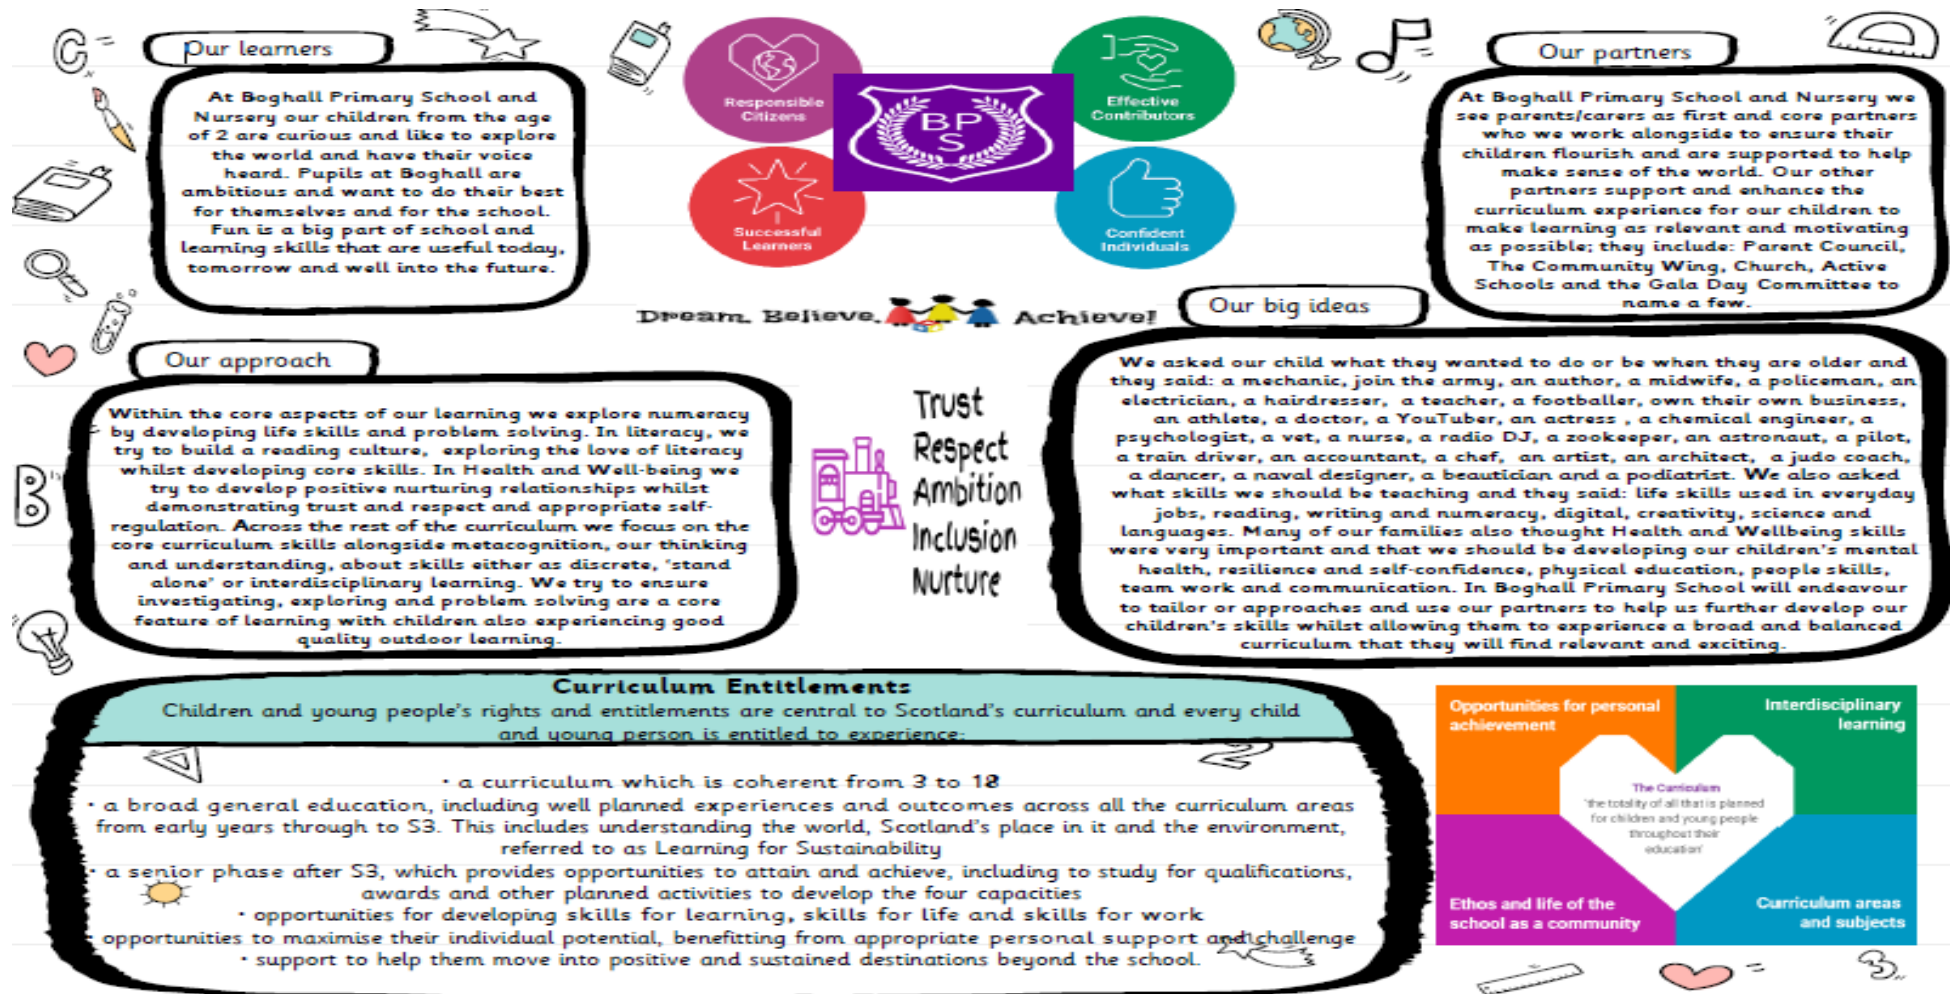 Our learners
At Boghall Primary School and
Nursery our children from the age
of 2 are curious and like to explore
the world and have their voice
heard. Pupils at Boghall are
ambitious and want to do their best
for themselves and for the school.
Fun is a big part of school and
learning skills that are useful today,
tomorrow and well into the future.
Responsible
Citizens
Effective
Contributors
BP
S
Successful
Learners
Confident
Individuals
Dream. Believe. Achieve!
Our partners
At Boghall Primary School and Nursery we
see parents/carers as first and core partners
who we work alongside to ensure their
children flourish and are supported to help
make sense of the world. Our other
partners support and enhance the
curriculum experience for our children to
make learning as relevant and motivating
as possible; they include: Parent Council,
The Community Wing, Church, Active
Schools and the Gala Day Committee to
name a few.
Our approach
Within the core aspects of our learning we explore numeracy
by developing life skills and problem solving. In literacy, we
try to build a reading culture, exploring the love of literacy
whilst developing core skills. In Health and Well-being we
try to develop positive nurturing relationships whilst
demonstrating trust and respect and appropriate self-
regulation. Across the rest of the curriculum we focus on the
core curriculum skills alongside metacognition, our thinking
and understanding, about skills either as discrete, 'stand
alone' or interdisciplinary learning. We try to ensure
investigating, exploring and problem solving are a core
feature of learning with children also experiencing good
quality outdoor learning.
Trust
Respect
Ambition
Inclusion
Nurture
Our big ideas
We asked our child what they wanted to do or be when they are older and
they said: a mechanic, join the army, an author, a midwife, a policeman, an
electrician, a hairdresser, a teacher, a footballer, own their own business,
an athlete, a doctor, a YouTuber, an actress , a chemical engineer, a
psychologist, a vet, a nurse, a radio DJ, a zookeeper, an astronaut, a pilot,
a train driver, an accountant, a chef, an artist, an architect, a judo coach,
a dancer, a naval designer, a beautician and a podiatrist. We also asked
what skills we should be teaching and they said: life skills used in everyday
jobs, reading, writing and numeracy, digital, creativity, science and
languages. Many of our families also thought Health and Wellbeing skills
were very important and that we should be developing our children's mental
health, resilience and self-confidence, physical education, people skills,
team work and communication. In Boghall Primary School will endeavour
to tailor or approaches and use our partners to help us further develop our
children's skills whilst allowing them to experience a broad and balanced
curriculum that they will find relevant and exciting.
Curriculum Entitlements
Children and young people's rights and entitlements are central to Scotland's curriculum and every child
and young person is entitled to experience:
• a curriculum which is coherent from 3 to 18
• a broad general education, including well planned experiences and outcomes across all the curriculum areas
from early years through to S3. This includes understanding the world, Scotland's place in it and the environment,
referred to as Learning for Sustainability
• a senior phase after S3, which provides opportunities to attain and achieve, including to study for qualifications,
awards and other planned activities to develop the four capacities
• opportunities for developing skills for learning, skills for life and skills for work
opportunities to maximise their individual potential, benefitting from appropriate personal support and challenge
• support to help them move into positive and sustained destinations beyond the school.
Opportunities for personal
achievement
Interdisciplinary
learning
The Curriculum
'the totality of all that is planned
for children and young people
throughout their
education'
Ethos and life of the
school as a community
Curriculum areas
and subjects
C
B
2
3